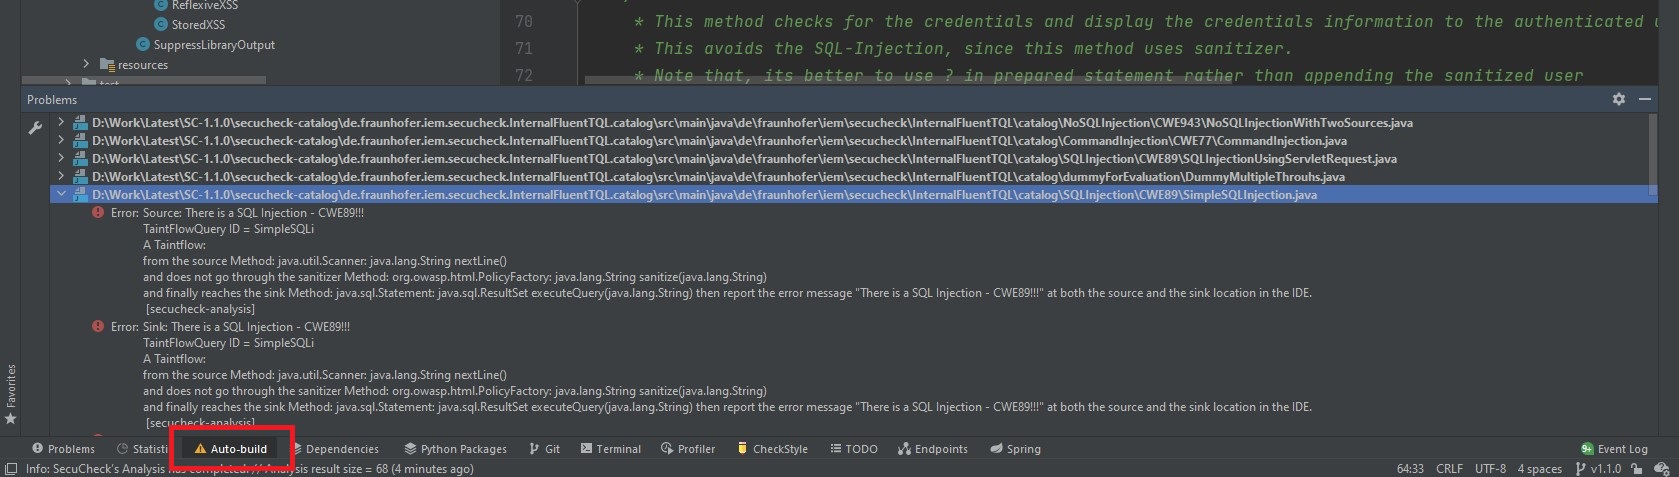 ReflexiveXSS
StoredXSS
SuppressLibraryOutput
resources
test
70 * This method checks for the credentials and display the credentials information to the authenticated u
71 * This avoids the SQL-Injection, since this method uses sanitizer.
72 * Note that, its better to use ? in prepared statement rather than appending the sanitized user
Problems
D:\Work\Latest\SC-1.1.0\secucheck-catalog\de.fraunhofer.iem.secucheck.InternalFluentTQL.catalog\src\main\java\de\fraunhofer\iem\secucheck\InternalFluentTQL\catalog\NoSQLInjection\CWE943\NoSQLInjectionWithTwoSources.java
D:\Work\Latest\SC-1.1.0\secucheck-catalog\de.fraunhofer.iem.secucheck.InternalFluentTQL.catalog\src\main\java\de\fraunhofer\iem\secucheck\InternalFluentTQL\catalog\CommandInjection\CWE77\CommandInjection.java
D:\Work\Latest\SC-1.1.0\secucheck-catalog\de.fraunhofer.iem.secucheck.InternalFluentTQL.catalog\src\main\java\de\fraunhofer\iem\secucheck\InternalFluentTQL\catalog\SQLInjection\CWE89\SQLInjectionUsingServletRequest.java
D:\Work\Latest\SC-1.1.0\secucheck-catalog\de.fraunhofer.iem.secucheck.InternalFluentTQL.catalog\src\main\java\de\fraunhofer\iem\secucheck\InternalFluentTQL\catalog\dummyForEvaluation\DummyMultipleThrouhs.java
D:\Work\Latest\SC-1.1.0\secucheck-catalog\de.fraunhofer.iem.secucheck.InternalFluentTQL.catalog\src\main\java\de\fraunhofer\iem\secucheck\InternalFluentTQL\catalog\SQLInjection\CWE89\SimpleSQLInjection.java
Error: Source: There is a SQL Injection - CWE89!!!
TaintFlowQuery ID = SimpleSQLi
A Taintflow:
from the source Method: java.util.Scanner: java.lang.String nextLine()
and does not go through the sanitizer Method: org.owasp.html.PolicyFactory: java.lang.String sanitize(java.lang.String)
and finally reaches the sink Method: java.sql.Statement: java.sql.ResultSet executeQuery(java.lang.String) then report the error message "There is a SQL Injection - CWE89!!!" at both the source and the sink location in the IDE.
[secucheck-analysis]
Error: Sink: There is a SQL Injection - CWE89!!!
TaintFlowQuery ID = SimpleSQLi
A Taintflow:
from the source Method: java.util.Scanner: java.lang.String nextLine()
and does not go through the sanitizer Method: org.owasp.html.PolicyFactory: java.lang.String sanitize(java.lang.String)
and finally reaches the sink Method: java.sql.Statement: java.sql.ResultSet executeQuery(java.lang.String) then report the error message "There is a SQL Injection - CWE89!!!" at both the source and the sink location in the IDE.
[secucheck-analysis]
Favorites
Problems Statisti Auto-build Dependencies Python Packages Git Terminal Profiler CheckStyle TODO Endpoints Spring 9+ Event Log
Info: SecuCheck's Analysis has completed. // Analysis result size = 68 (4 minutes ago) 64:33 CRLF UTF-8 4 spaces v1.1.0